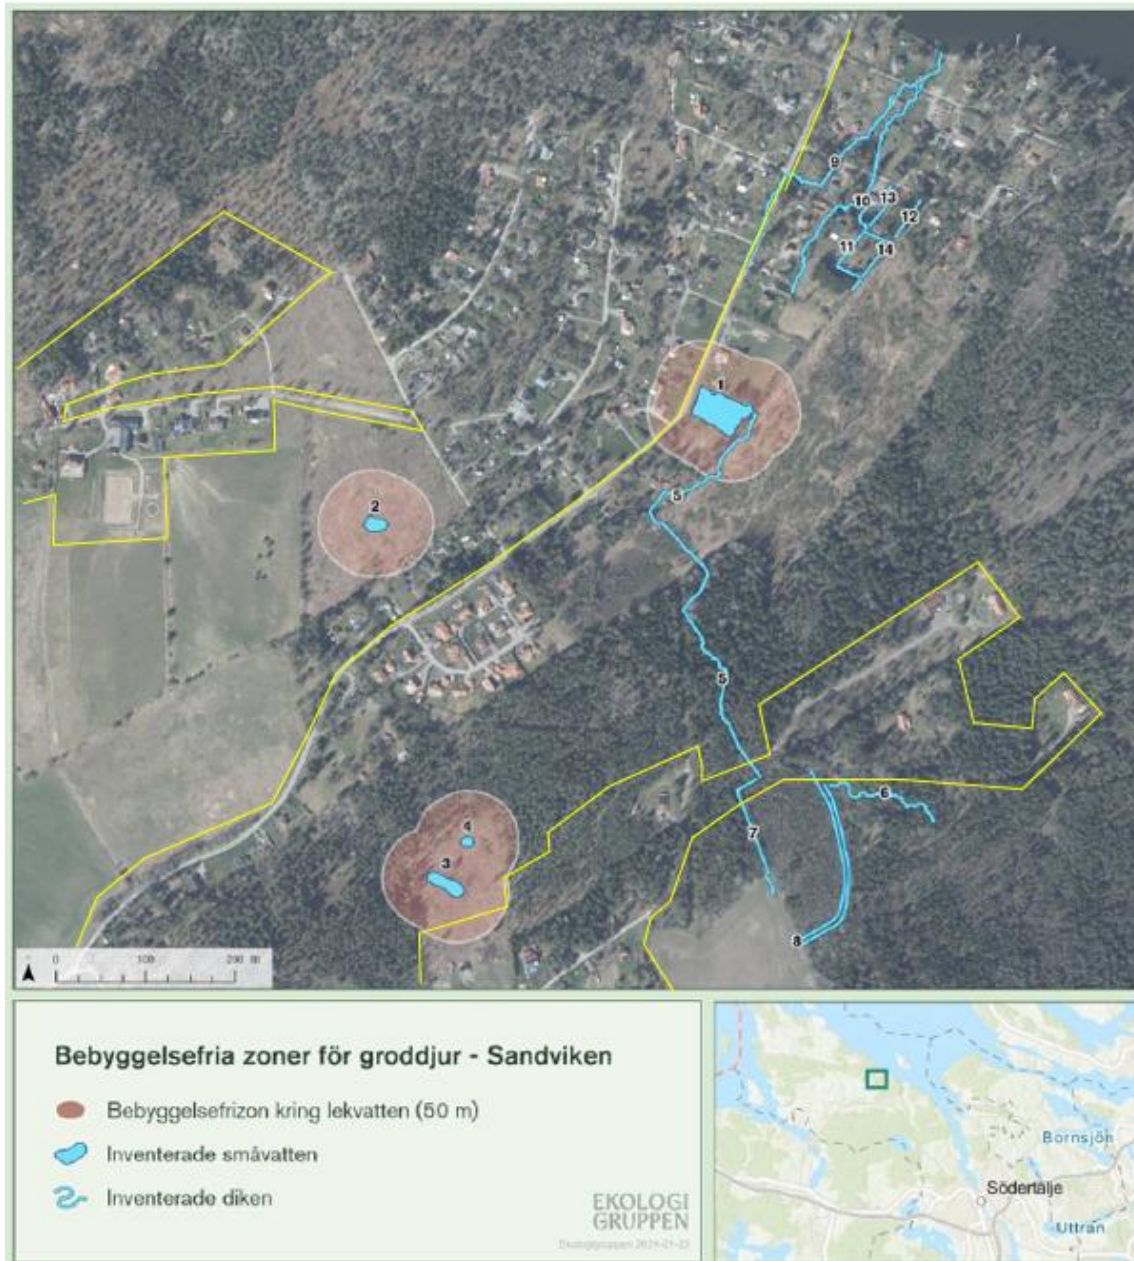 9
10
13
12
11
14
1
5
2
5
6
4
7
3
8
0 100 200 m
Bebyggelsefria zoner för groddjur - Sandviken
Bebyggelsefrizon kring lekvatten (50 m)
Inventerade småvatten
Inventerade diken
EKOLOGI
GRUPPEN
Ekologigruppen 2024-01-23
Bornsjön
Södertälje
Uttran